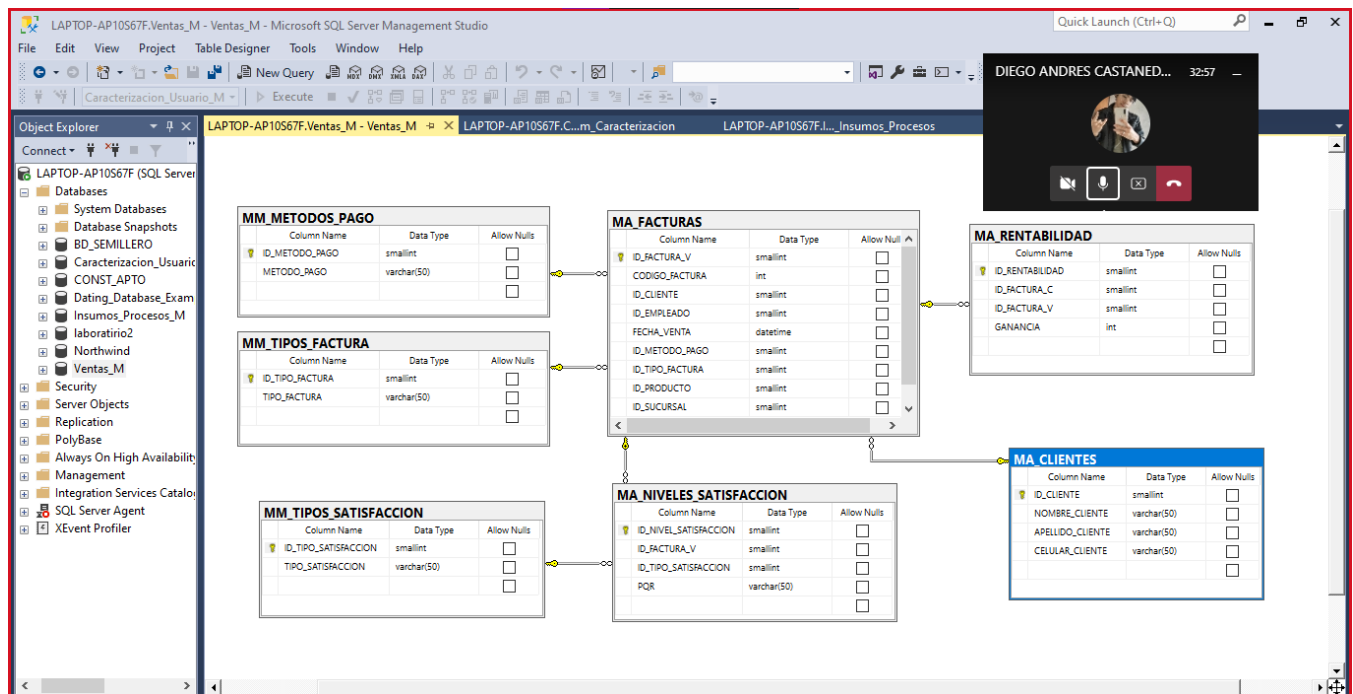 LAPTOP-AP10S67F.Ventas_M - Ventas_M - Microsoft SQL Server Management Studio
Quick Launch (Ctrl+Q)
File Edit View Project Table Designer Tools Window Help
New Query MDX DMX XMLA DAX
Caracterizacion_Usuario_M Execute
DIEGO ANDRES CASTANED... 32:57
Object Explorer
LAPTOP-AP10S67F.Ventas_M - Ventas_M
LAPTOP-AP10S67F.C...m_Caracterizacion
LAPTOP-AP10S67F.I..._Insumos_Procesos
Connect
LAPTOP-AP10S67F (SQL Server
Databases
System Databases
Database Snapshots
BD_SEMILLERO
Caracterizacion_Usuario
CONST_APTO
Dating_Database_Exam
Insumos_Procesos_M
laboratirio2
Northwind
Ventas_M
Security
Server Objects
Replication
PolyBase
Always On High Availability
Management
Integration Services Catalog
SQL Server Agent
XEvent Profiler
MM_METODOS_PAGO
Column Name Data Type Allow Nulls
ID_METODO_PAGO smallint
METODO_PAGO varchar(50)
MM_TIPOS_FACTURA
Column Name Data Type Allow Nulls
ID_TIPO_FACTURA smallint
TIPO_FACTURA varchar(50)
MA_FACTURAS
Column Name Data Type Allow Null
ID_FACTURA_V smallint
CODIGO_FACTURA int
ID_CLIENTE smallint
ID_EMPLEADO smallint
FECHA_VENTA datetime
ID_METODO_PAGO smallint
ID_TIPO_FACTURA smallint
ID_PRODUCTO smallint
ID_SUCURSAL smallint
MA_RENTABILIDAD
Column Name Data Type Allow Nulls
ID_RENTABILIDAD smallint
ID_FACTURA_C smallint
ID_FACTURA_V smallint
GANANCIA int
MM_TIPOS_SATISFACCION
Column Name Data Type Allow Nulls
ID_TIPO_SATISFACCION smallint
TIPO_SATISFACCION varchar(50)
MA_NIVELES_SATISFACCION
Column Name Data Type Allow Nulls
ID_NIVEL_SATISFACCION smallint
ID_FACTURA_V smallint
ID_TIPO_SATISFACCION smallint
PQR varchar(50)
MA_CLIENTES
Column Name Data Type Allow Nulls
ID_CLIENTE smallint
NOMBRE_CLIENTE varchar(50)
APELLIDO_CLIENTE varchar(50)
CELULAR_CLIENTE varchar(50)